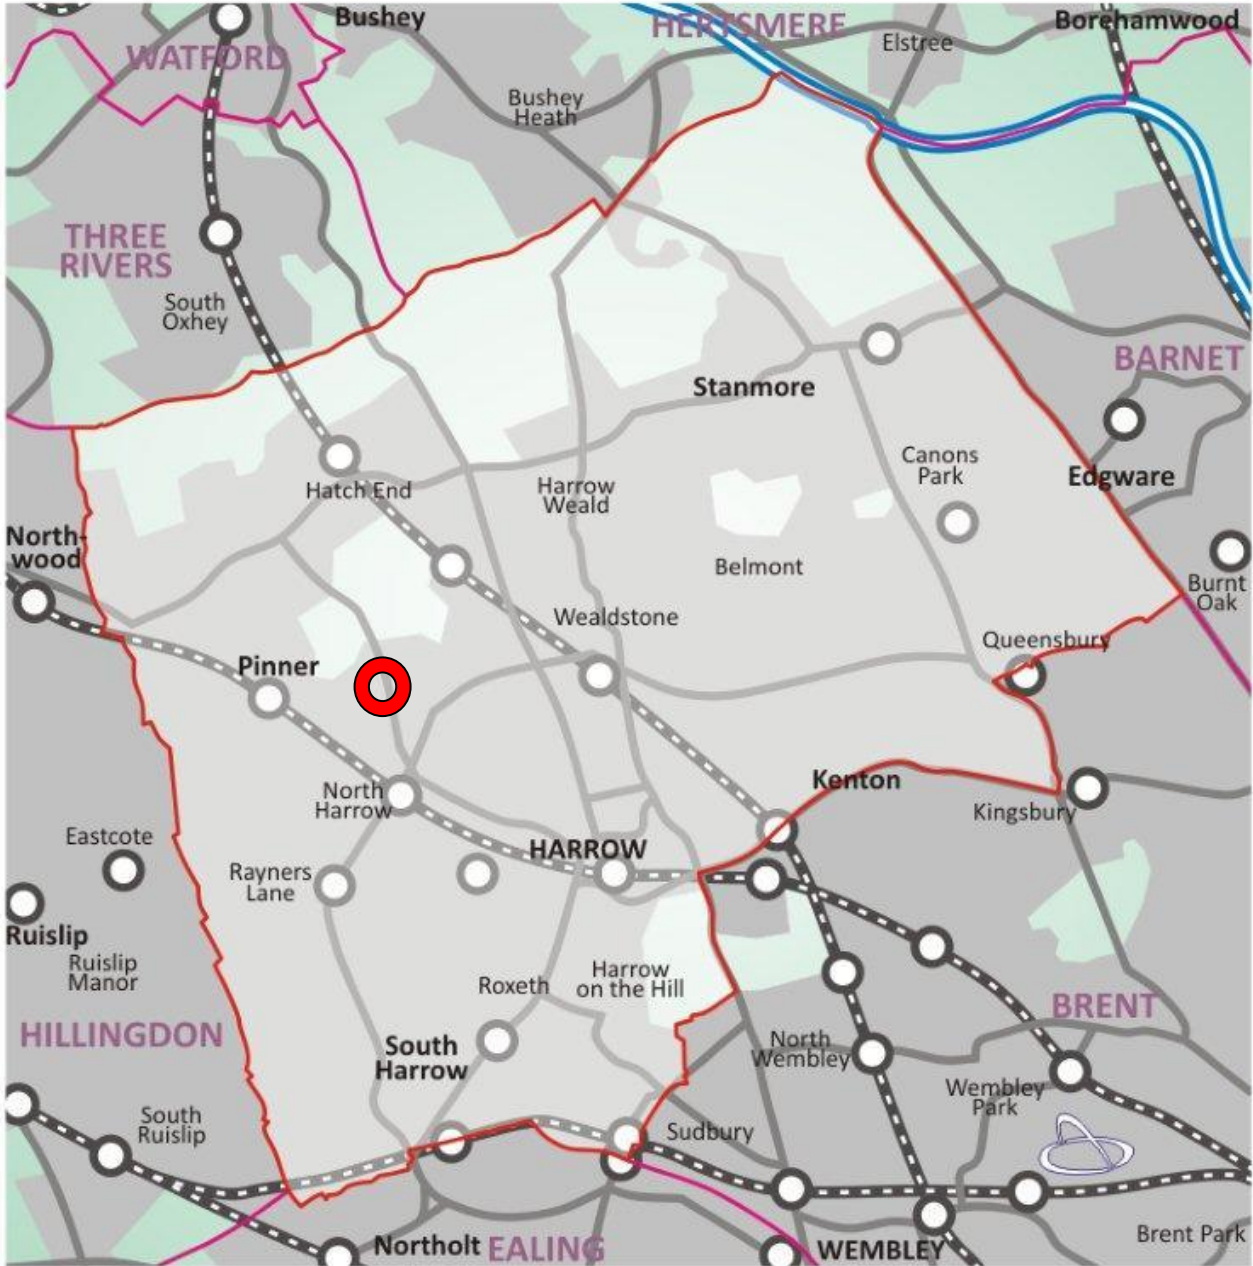 Bushey
HERTSMERE
Borehamwood
Elstree
WATFORD
Bushey
Heath
THREE
RIVERS
South
Oxhey
BARNET
Stanmore
Canons
Park
Edgware
Hatch End
Harrow
Weald
North-
wood
Belmont
Burnt
Oak
Wealdstone
Queensbury
Pinner
Kenton
North
Harrow
Kingsbury
Eastcote
HARROW
Rayners
Lane
Ruislip
Ruislip
Manor
Harrow
on the Hill
Roxeth
BRENT
HILLINGDON
South
Harrow
North
Wembley
Wembley
Park
South
Ruislip
Sudbury
Brent Park
Northolt
EALING
WEMBLEY